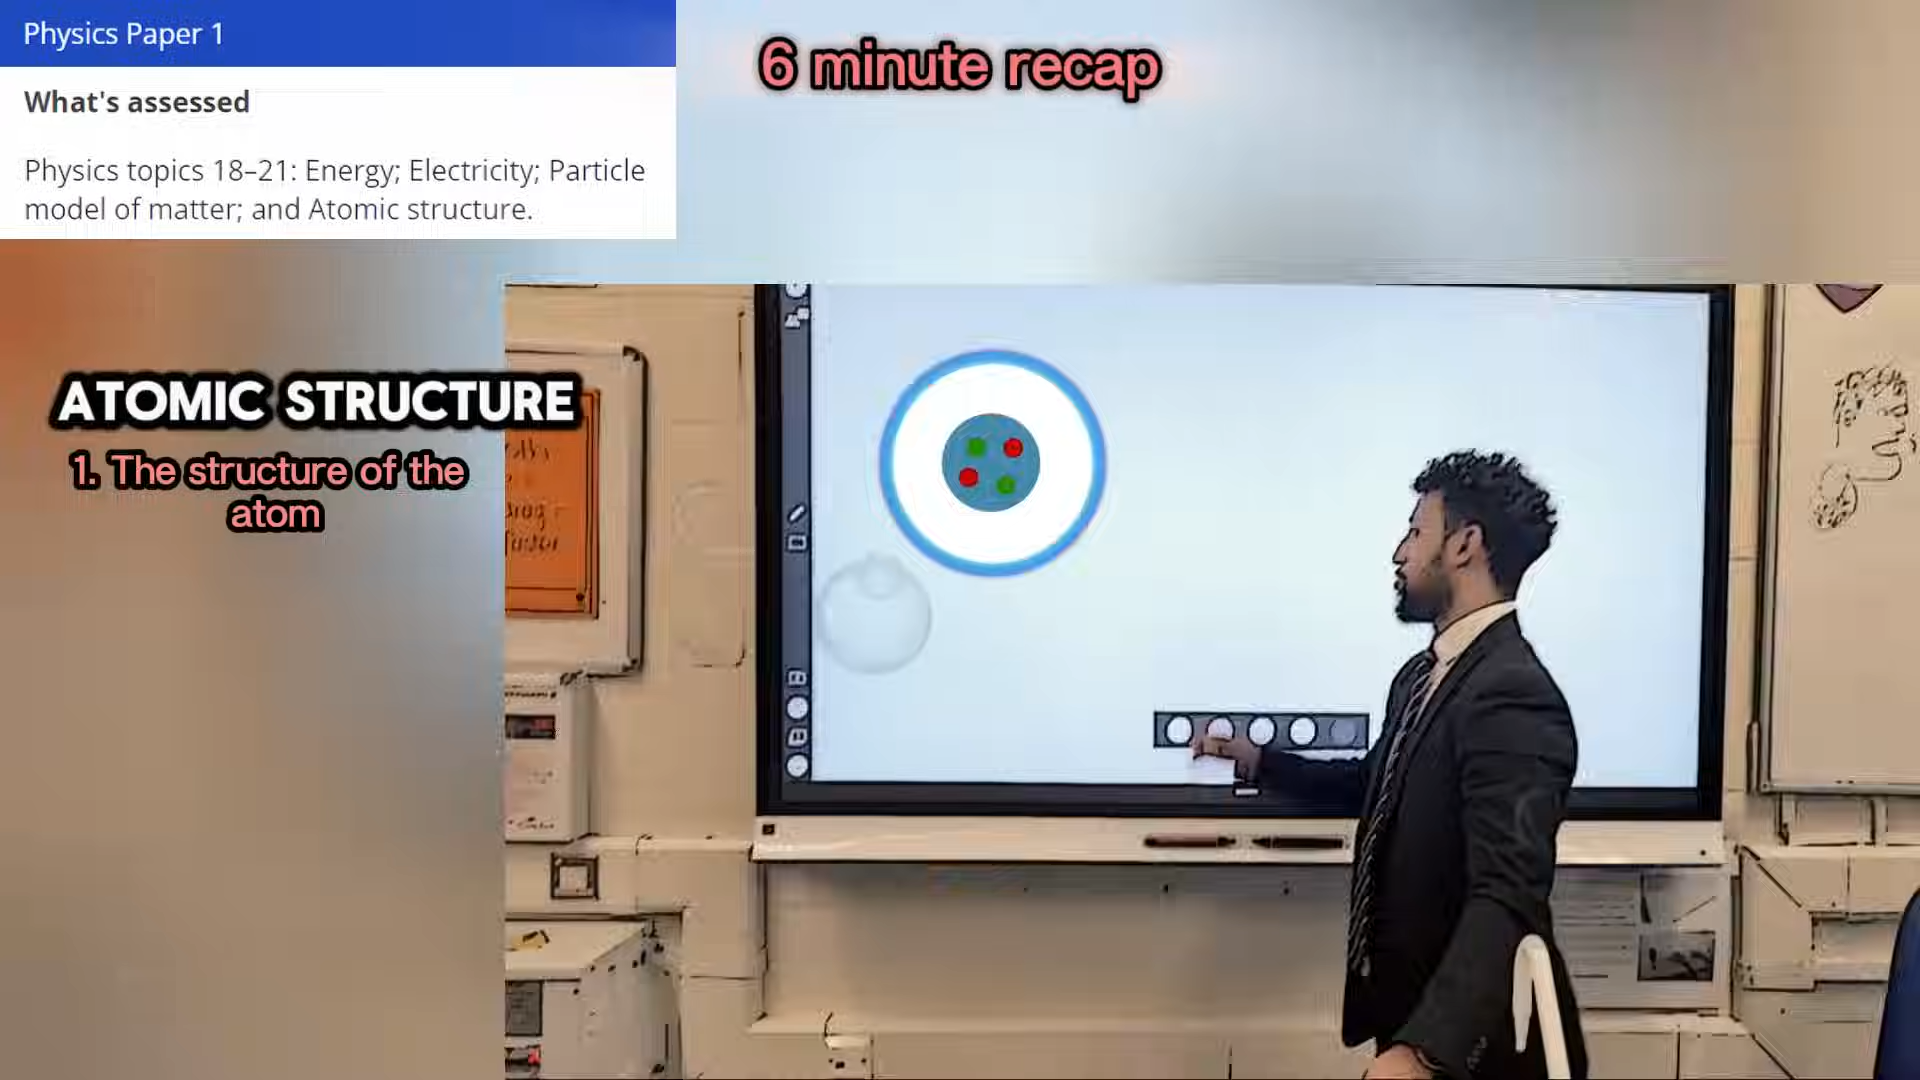 Physics Paper 1
6 minute recap
What's assessed
Physics topics 18–21: Energy; Electricity; Particle
model of matter; and Atomic structure.
ATOMIC STRUCTURE
1. The structure of the
atom